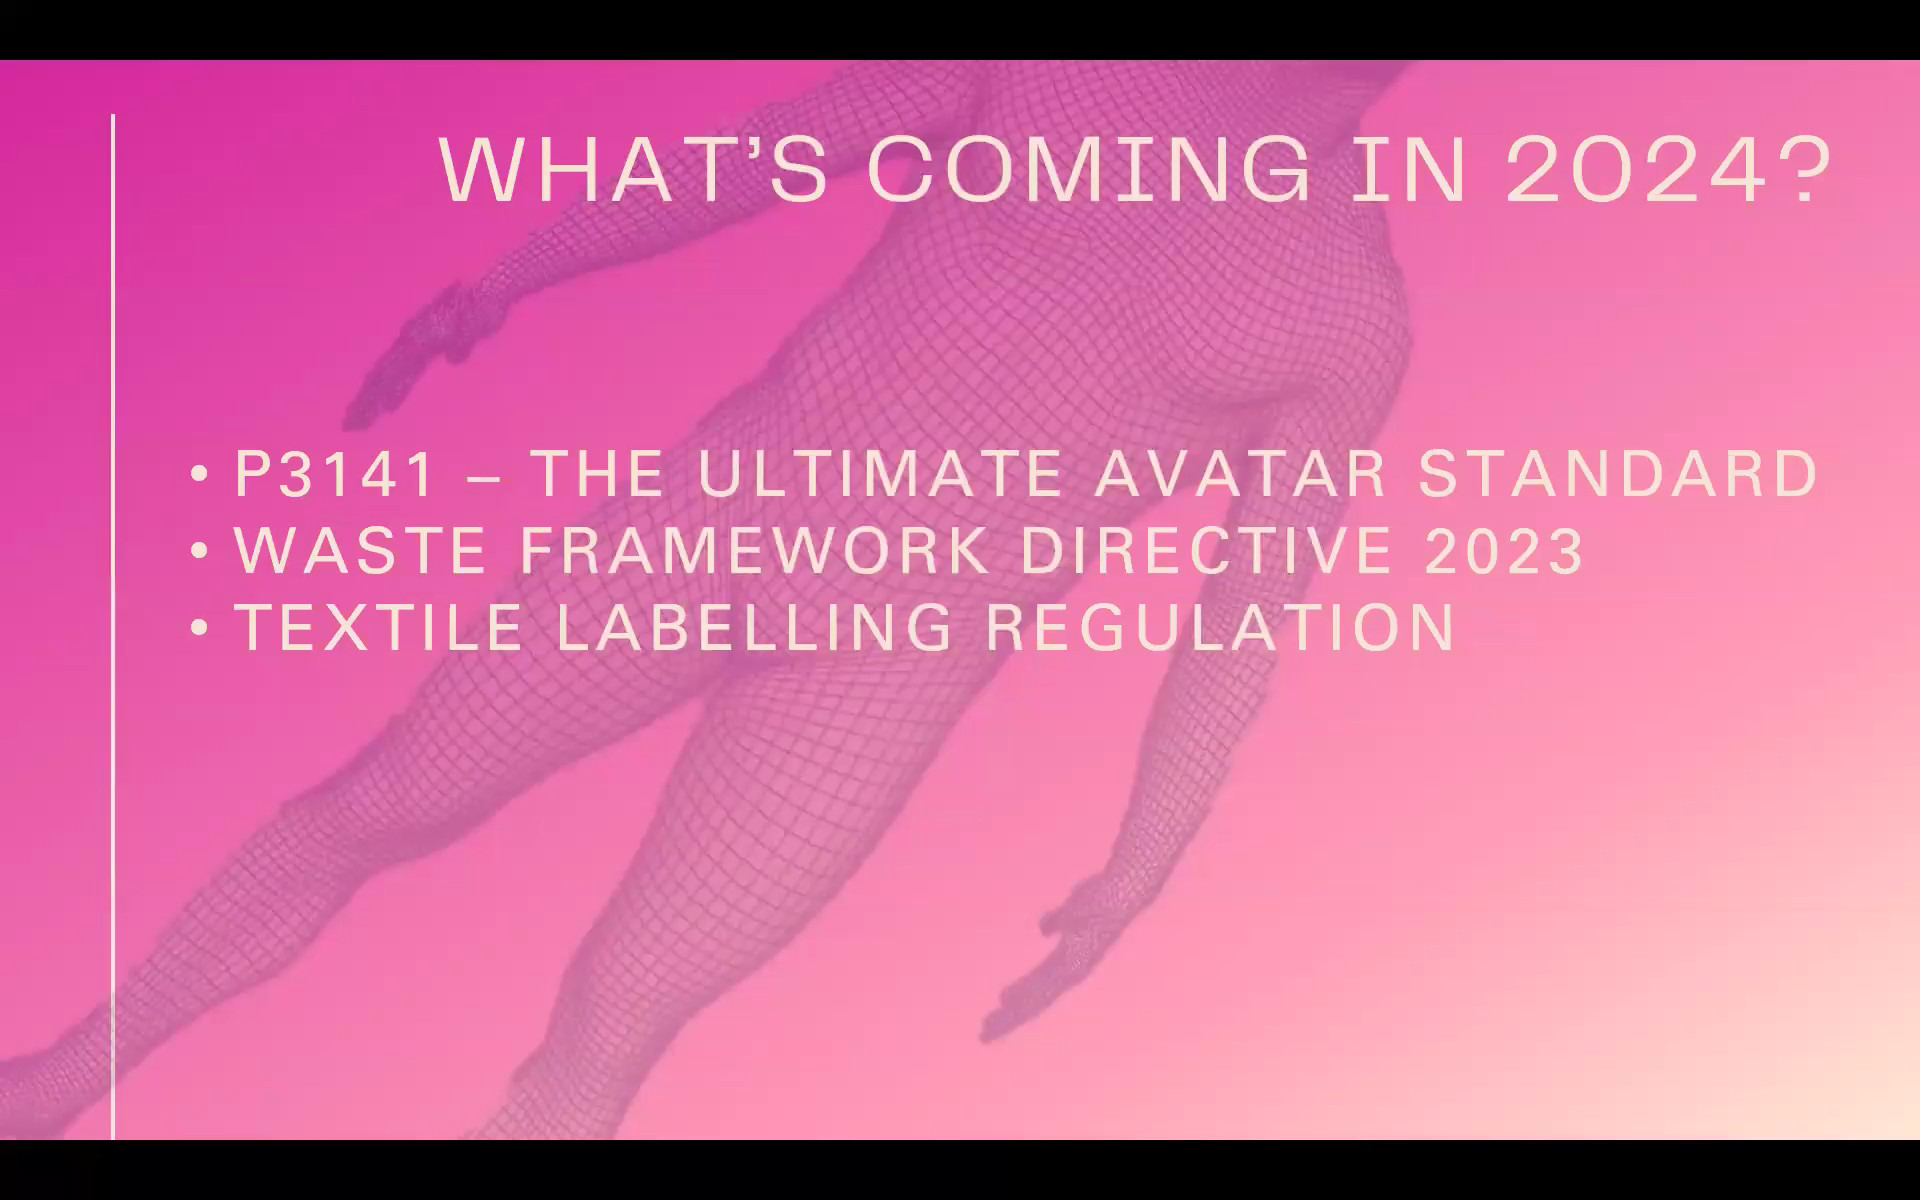 WHAT’S COMING IN 2024?
• P3141 – THE ULTIMATE AVATAR STANDARD
• WASTE FRAMEWORK DIRECTIVE 2023
• TEXTILE LABELLING REGULATION